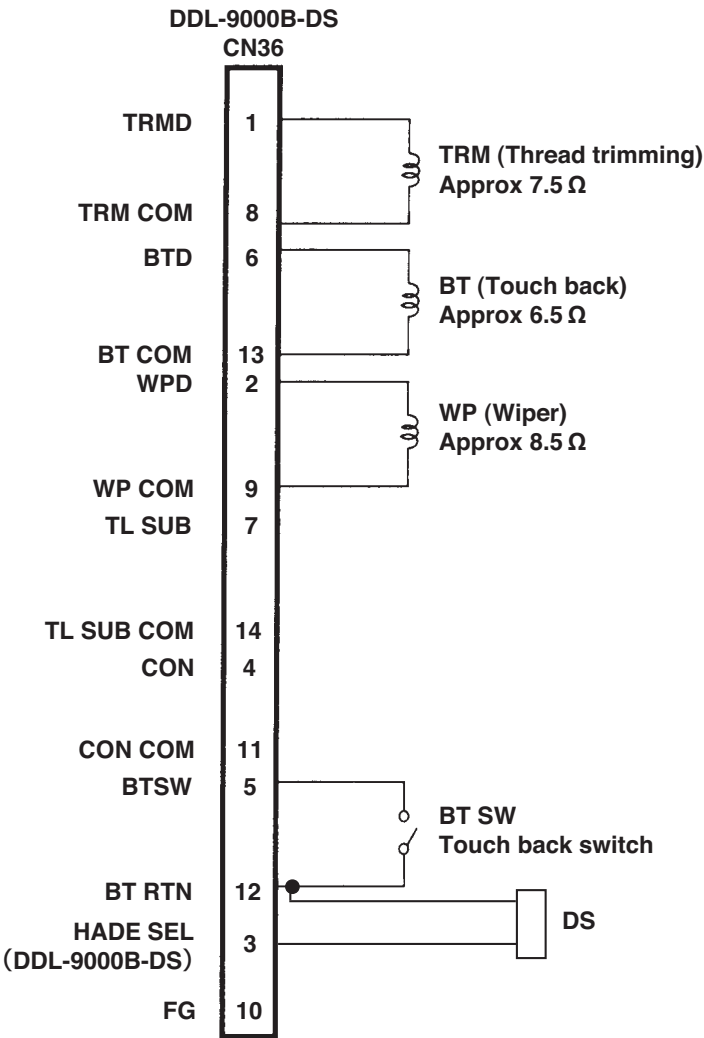 DDL-9000B-DS
CN36
TRMD 1
TRM (Thread trimming)
Approx 7.5 Ω
TRM COM 8
BTD 6
BT (Touch back)
Approx 6.5 Ω
BT COM 13
WPD 2
WP (Wiper)
Approx 8.5 Ω
WP COM 9
TL SUB 7
TL SUB COM 14
CON 4
CON COM 11
BTSW 5
BT SW
Touch back switch
BT RTN 12
DS
HADE SEL
(DDL-9000B-DS) 3
FG 10